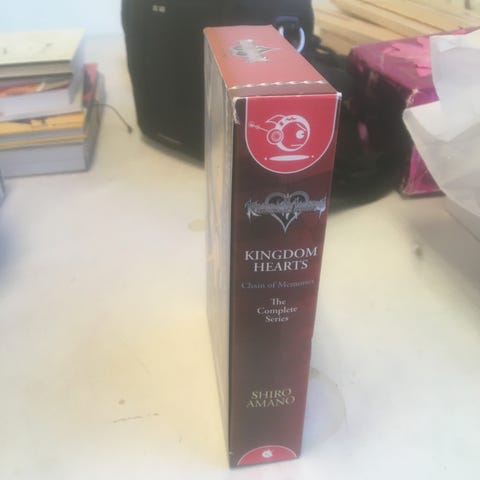 KINGDOM
HEARTS
Chain of Memories
The
Complete
Series
SHIRO
AMANO